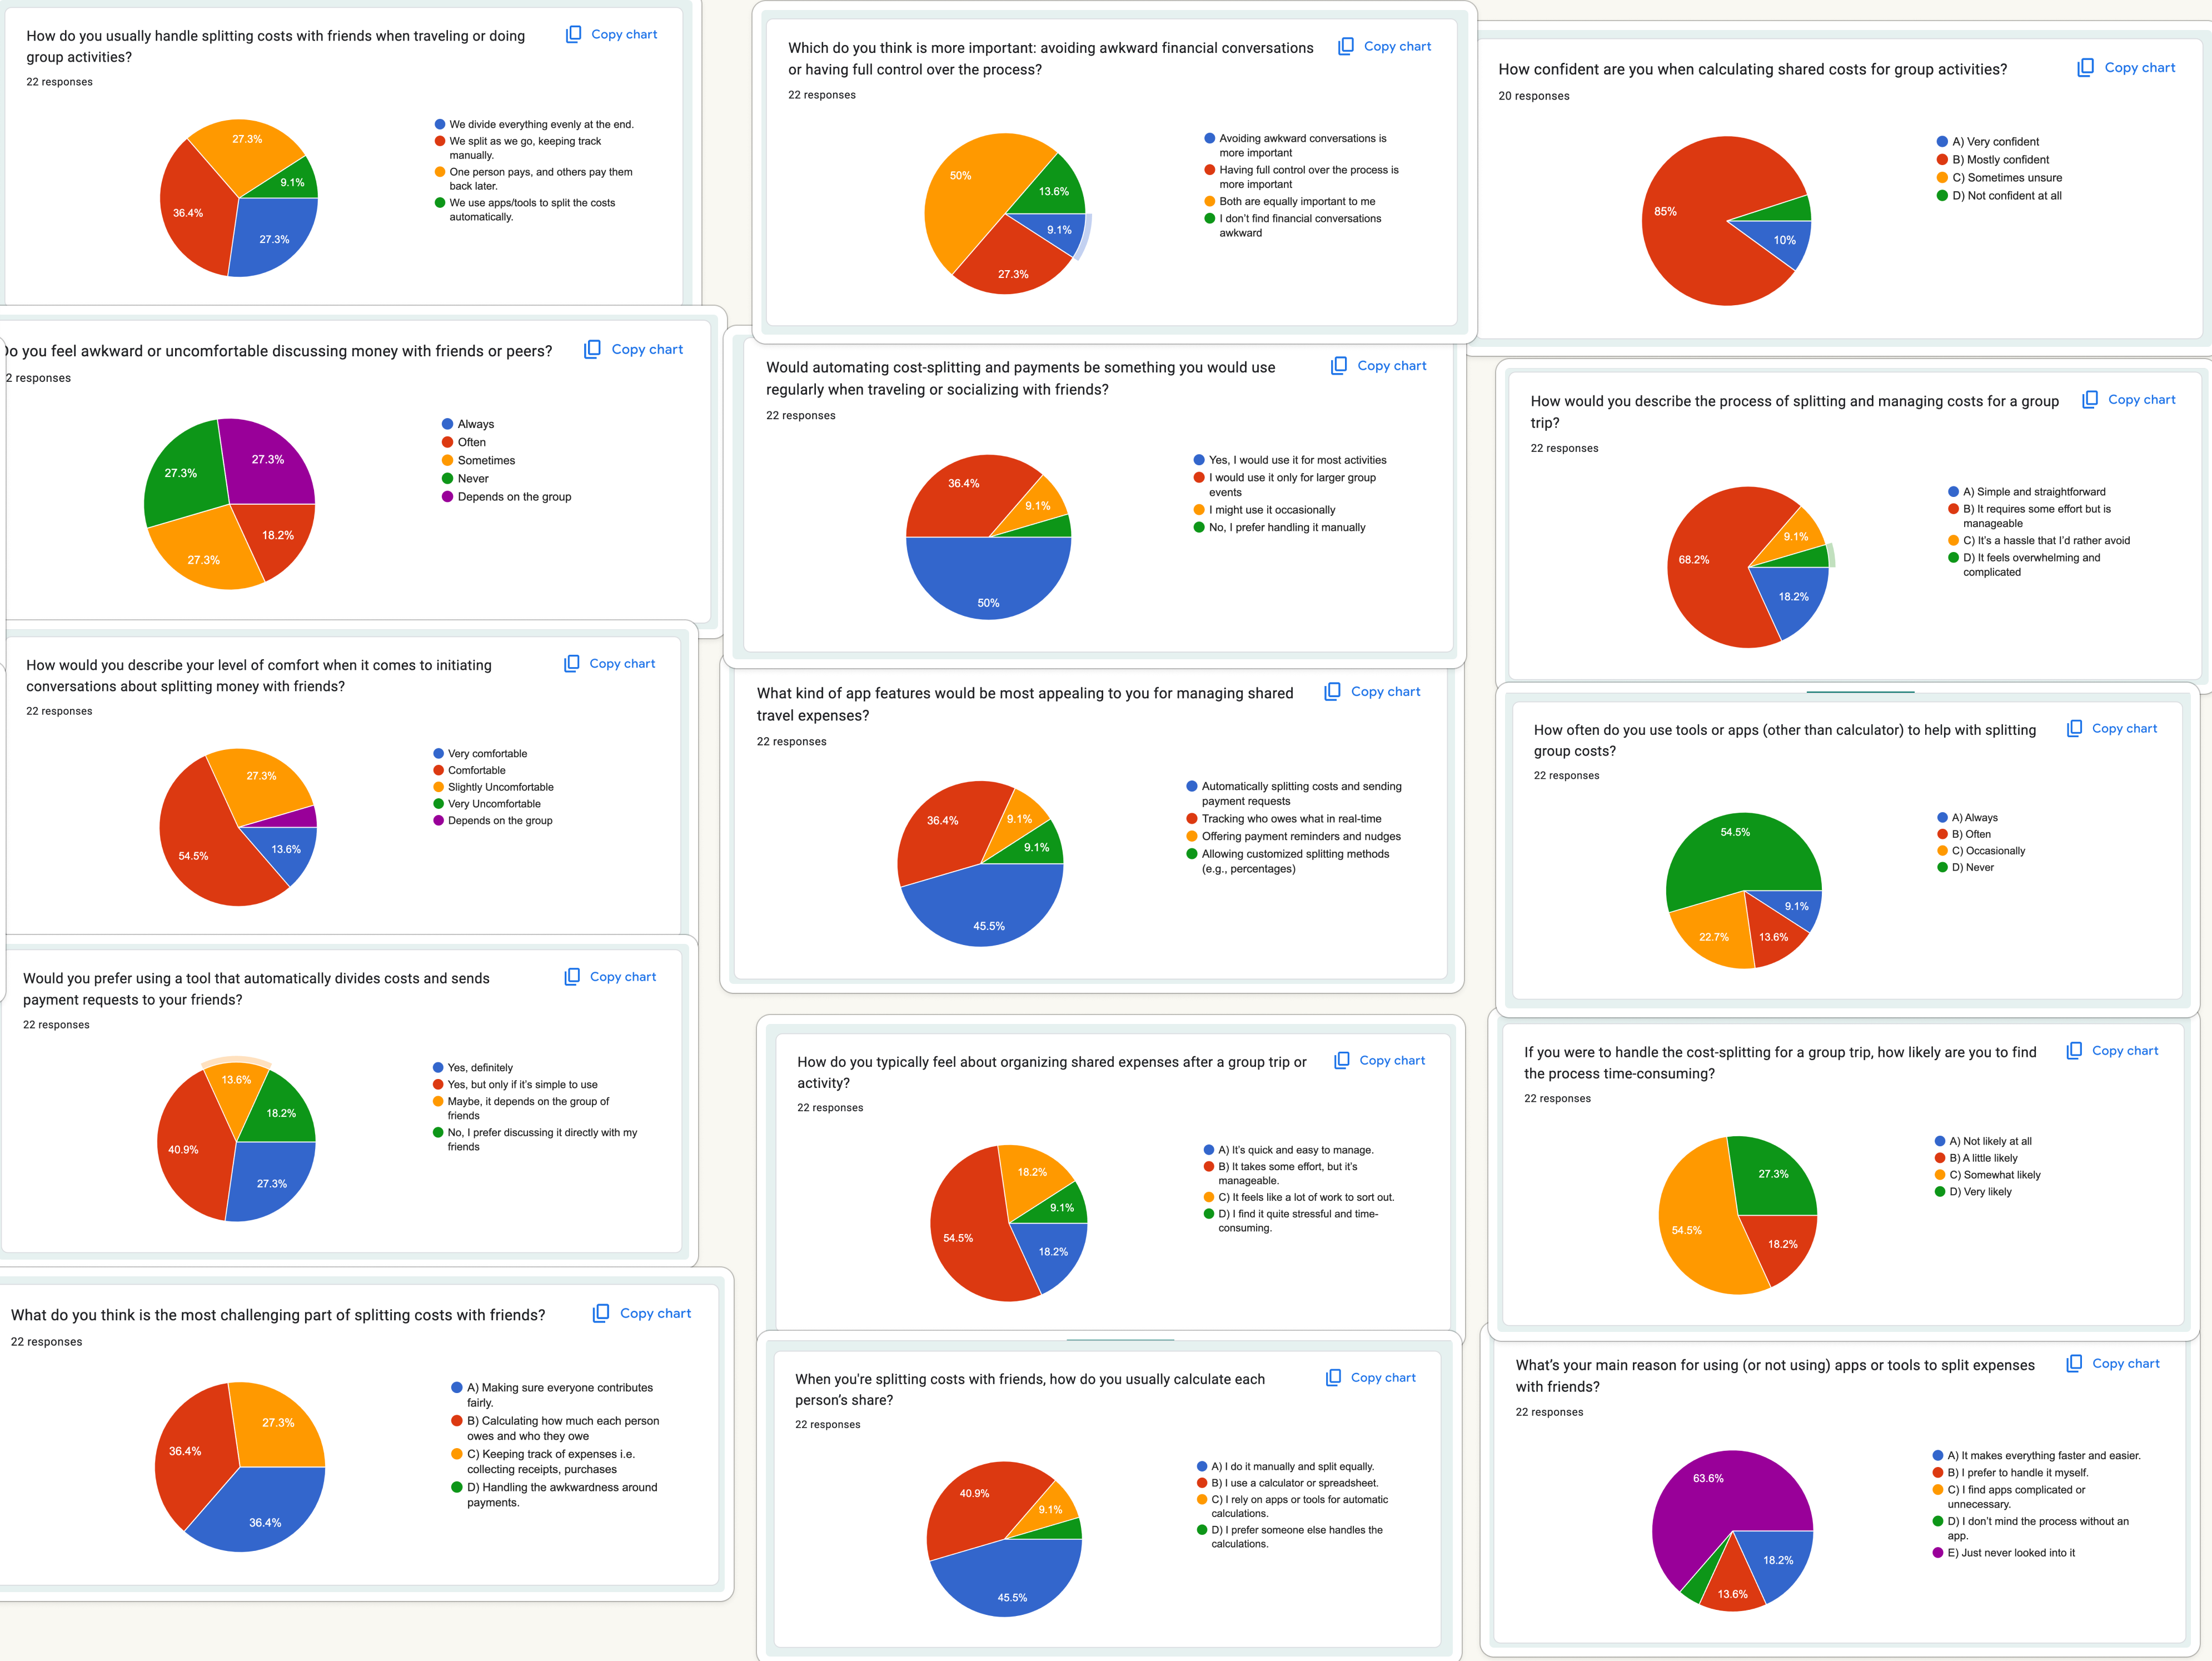 How do you usually handle splitting costs with friends when traveling or doing
group activities?
Copy chart
22 responses
27.3%
9.1%
36.4%
27.3%
We divide everything evenly at the end.
We split as we go, keeping track
manually.
One person pays, and others pay them
back later.
We use apps/tools to split the costs
automatically.
Do you feel awkward or uncomfortable discussing money with friends or peers?
Copy chart
2 responses
27.3%
27.3%
18.2%
27.3%
Always
Often
Sometimes
Never
Depends on the group
How would you describe your level of comfort when it comes to initiating
conversations about splitting money with friends?
Copy chart
22 responses
27.3%
13.6%
54.5%
Very comfortable
Comfortable
Slightly Uncomfortable
Very Uncomfortable
Depends on the group
Would you prefer using a tool that automatically divides costs and sends
payment requests to your friends?
Copy chart
22 responses
13.6%
18.2%
40.9%
27.3%
Yes, definitely
Yes, but only if it’s simple to use
Maybe, it depends on the group of
friends
No, I prefer discussing it directly with my
friends
What do you think is the most challenging part of splitting costs with friends?
Copy chart
22 responses
27.3%
36.4%
36.4%
A) Making sure everyone contributes
fairly.
B) Calculating how much each person
owes and who they owe
C) Keeping track of expenses i.e.
collecting receipts, purchases
D) Handling the awkwardness around
payments.
Which do you think is more important: avoiding awkward financial conversations
or having full control over the process?
Copy chart
22 responses
50%
13.6%
9.1%
27.3%
Avoiding awkward conversations is
more important
Having full control over the process is
more important
Both are equally important to me
I don’t find financial conversations
awkward
Would automating cost-splitting and payments be something you would use
regularly when traveling or socializing with friends?
Copy chart
22 responses
36.4%
9.1%
50%
Yes, I would use it for most activities
I would use it only for larger group
events
I might use it occasionally
No, I prefer handling it manually
What kind of app features would be most appealing to you for managing shared
travel expenses?
Copy chart
22 responses
36.4%
9.1%
9.1%
45.5%
Automatically splitting costs and sending
payment requests
Tracking who owes what in real-time
Offering payment reminders and nudges
Allowing customized splitting methods
(e.g., percentages)
How do you typically feel about organizing shared expenses after a group trip or
activity?
Copy chart
22 responses
18.2%
9.1%
54.5%
18.2%
A) It’s quick and easy to manage.
B) It takes some effort, but it’s
manageable.
C) It feels like a lot of work to sort out.
D) I find it quite stressful and time-
consuming.
When you're splitting costs with friends, how do you usually calculate each
person’s share?
Copy chart
22 responses
40.9%
9.1%
45.5%
A) I do it manually and split equally.
B) I use a calculator or spreadsheet.
C) I rely on apps or tools for automatic
calculations.
D) I prefer someone else handles the
calculations.
How confident are you when calculating shared costs for group activities?
Copy chart
20 responses
85%
10%
A) Very confident
B) Mostly confident
C) Sometimes unsure
D) Not confident at all
How would you describe the process of splitting and managing costs for a group
trip?
Copy chart
22 responses
9.1%
68.2%
18.2%
A) Simple and straightforward
B) It requires some effort but is
manageable
C) It’s a hassle that I’d rather avoid
D) It feels overwhelming and
complicated
How often do you use tools or apps (other than calculator) to help with splitting
group costs?
Copy chart
22 responses
54.5%
9.1%
22.7%
13.6%
A) Always
B) Often
C) Occasionally
D) Never
If you were to handle the cost-splitting for a group trip, how likely are you to find
the process time-consuming?
Copy chart
22 responses
27.3%
54.5%
18.2%
A) Not likely at all
B) A little likely
C) Somewhat likely
D) Very likely
What’s your main reason for using (or not using) apps or tools to split expenses
with friends?
Copy chart
22 responses
63.6%
18.2%
13.6%
A) It makes everything faster and easier.
B) I prefer to handle it myself.
C) I find apps complicated or
unnecessary.
D) I don’t mind the process without an
app.
E) Just never looked into it